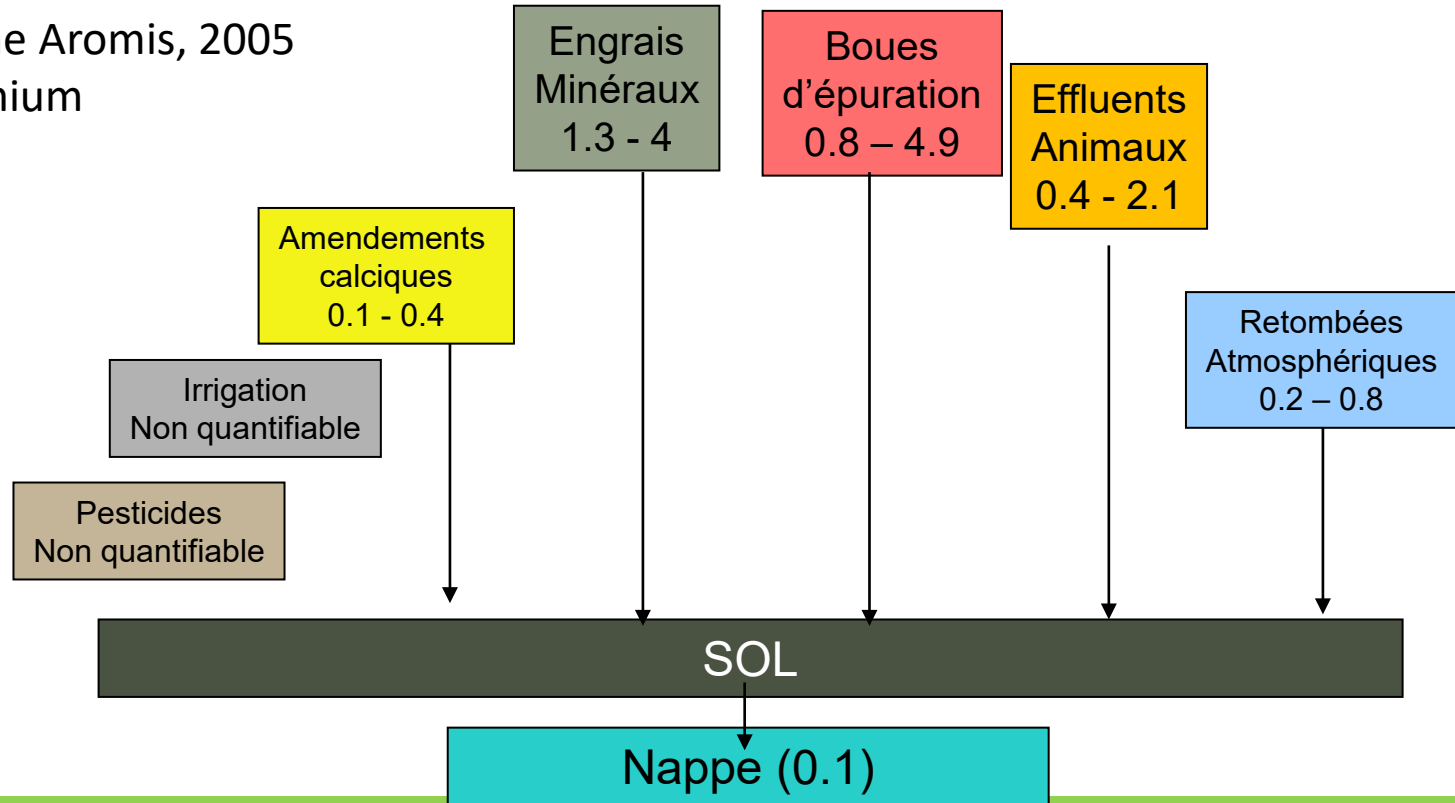 e Aromis, 2005
nium
Engrais
Minéraux
1.3 - 4
Boues
d’épuration
0.8 – 4.9
Effluents
Animaux
0.4 - 2.1
Amendements
calciques
0.1 - 0.4
Retombées
Atmosphériques
0.2 – 0.8
Irrigation
Non quantifiable
Pesticides
Non quantifiable
SOL
Nappe (0.1)